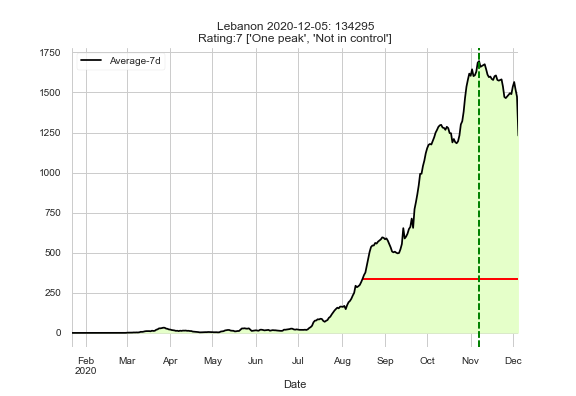 Lebanon 2020-12-05: 134295
Rating:7 ['One peak', 'Not in control']
Average-7d
1750
1500
1250
1000
750
500
250
0
Feb Mar Apr May Jun Jul Aug Sep Oct Nov Dec
2020
Date